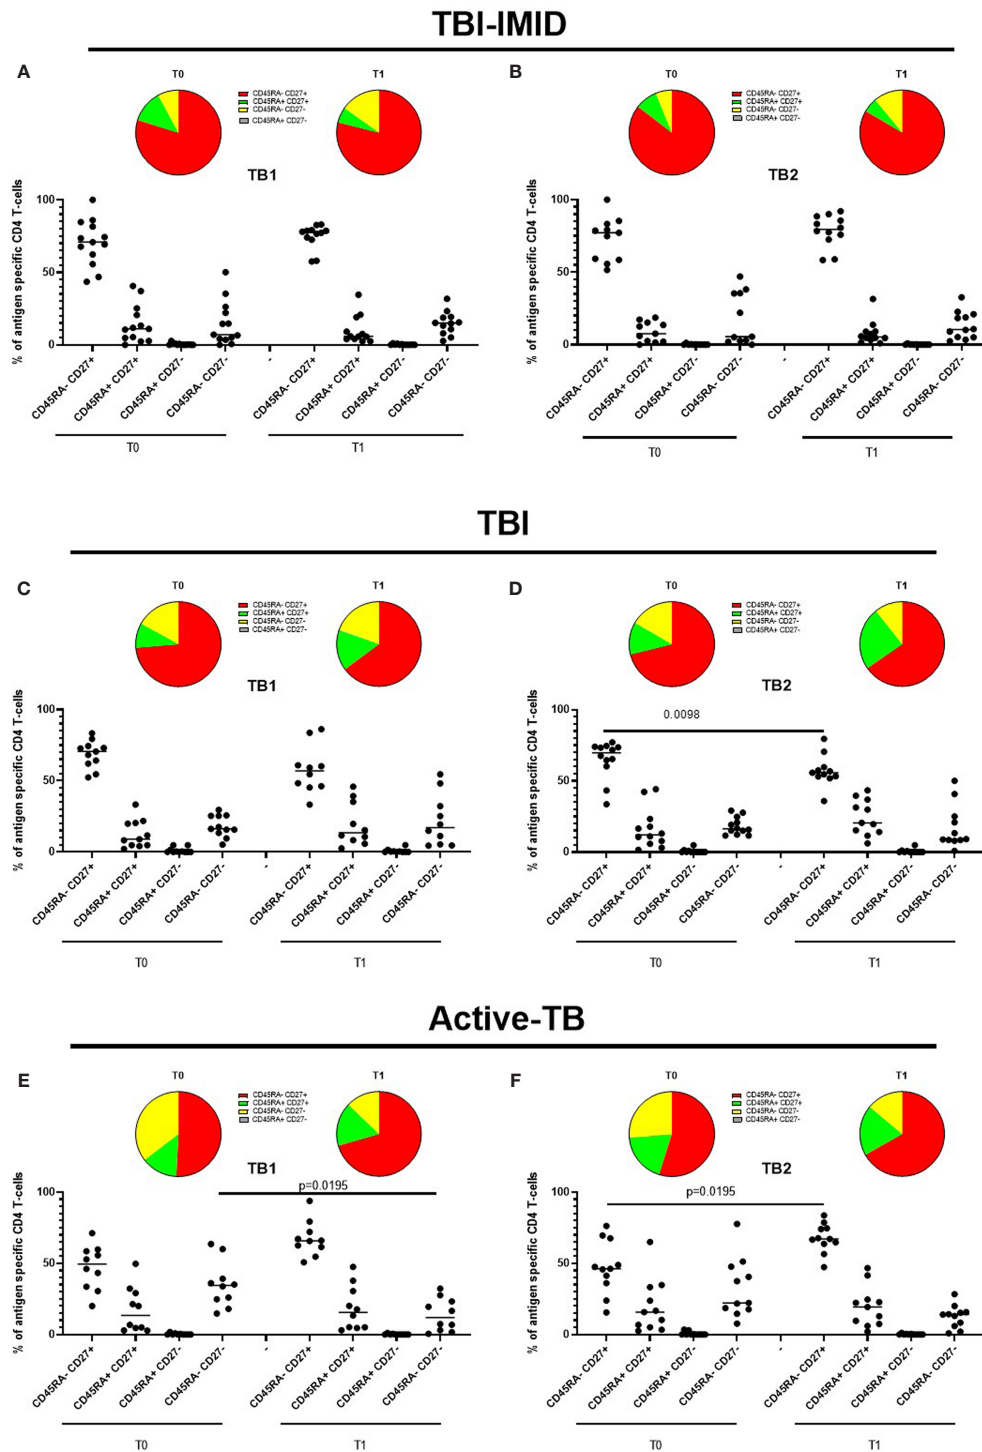 TBI-IMID
A
B
T0
T1
T0
T1
CD45RA- CD27+
CD45RA+ CD27+
CD45RA- CD27-
CD45RA+ CD27-
CD45RA- CD27+
CD45RA+ CD27+
CD45RA- CD27-
CD45RA+ CD27-
TB1
TB2
% of antigen specific CD4 T-cells
100
50
0
CD45RA- CD27+
CD45RA+ CD27+
CD45RA+ CD27-
CD45RA- CD27-
-
CD45RA- CD27+
CD45RA+ CD27+
CD45RA+ CD27-
CD45RA- CD27-
T0
T1
% of antigen specific CD4 T-cells
100
50
0
CD45RA- CD27+
CD45RA+ CD27+
CD45RA+ CD27-
CD45RA- CD27-
-
CD45RA- CD27+
CD45RA+ CD27+
CD45RA+ CD27-
CD45RA- CD27-
T0
T1
TBI
C
D
T0
T1
T0
T1
CD45RA- CD27+
CD45RA+ CD27+
CD45RA- CD27-
CD45RA+ CD27-
CD45RA- CD27+
CD45RA+ CD27+
CD45RA- CD27-
CD45RA+ CD27-
TB1
TB2
% of antigen specific CD4 T-cells
100
50
0
CD45RA- CD27+
CD45RA+ CD27+
CD45RA+ CD27-
CD45RA- CD27-
-
CD45RA- CD27+
CD45RA+ CD27+
CD45RA+ CD27-
CD45RA- CD27-
T0
T1
% of antigen specific CD4 T-cells
100
50
0
0.0098
CD45RA- CD27+
CD45RA+ CD27+
CD45RA+ CD27-
CD45RA- CD27-
-
CD45RA- CD27+
CD45RA+ CD27+
CD45RA+ CD27-
CD45RA- CD27-
T0
T1
Active-TB
E
F
T0
T1
T0
T1
CD45RA- CD27+
CD45RA+ CD27+
CD45RA- CD27-
CD45RA+ CD27-
CD45RA- CD27+
CD45RA+ CD27+
CD45RA- CD27-
CD45RA+ CD27-
TB1
TB2
% of antigen specific CD4 T-cells
100
50
0
p=0.0195
CD45RA- CD27+
CD45RA+ CD27+
CD45RA+ CD27-
CD45RA- CD27-
-
CD45RA- CD27+
CD45RA+ CD27+
CD45RA+ CD27-
CD45RA- CD27-
T0
T1
% of antigen specific CD4 T-cells
100
50
0
p=0.0195
CD45RA- CD27+
CD45RA+ CD27+
CD45RA+ CD27-
CD45RA- CD27-
-
CD45RA- CD27+
CD45RA+ CD27+
CD45RA+ CD27-
CD45RA- CD27-
T0
T1